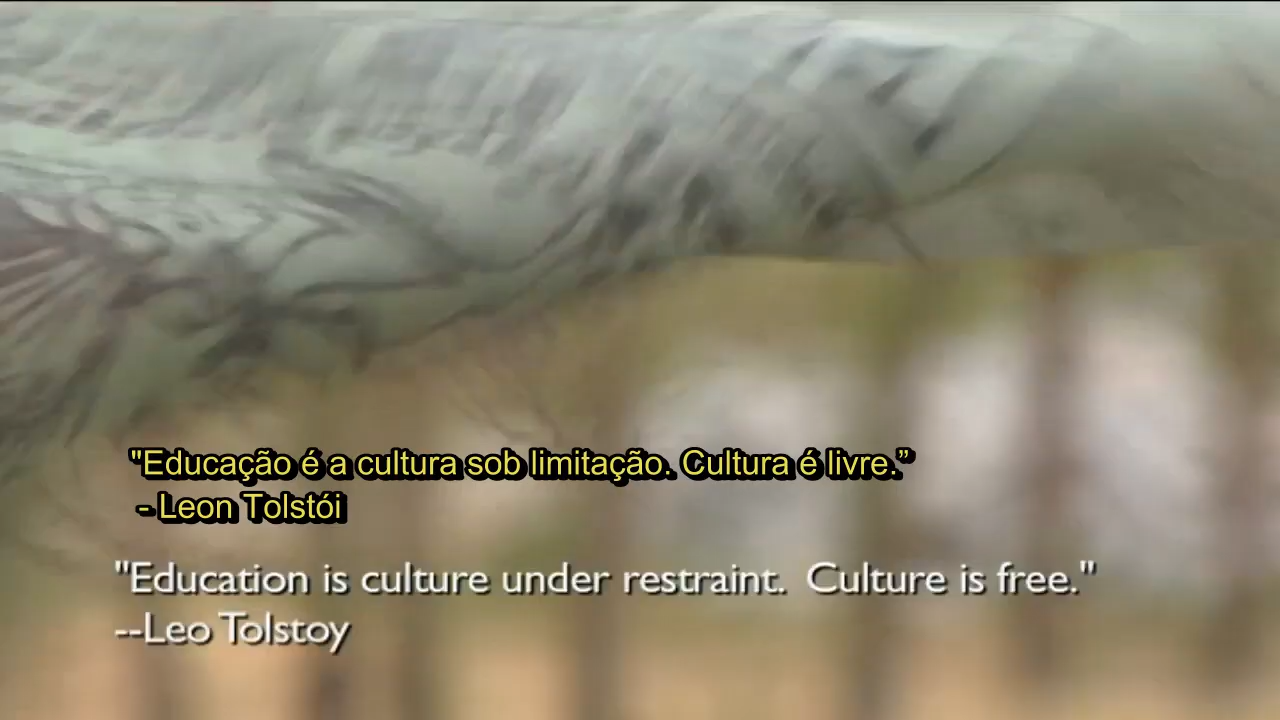 "Educação é a cultura sob limitação. Cultura é livre.”
- Leon Tolstói
"Education is culture under restraint.  Culture is free."
--Leo Tolstoy